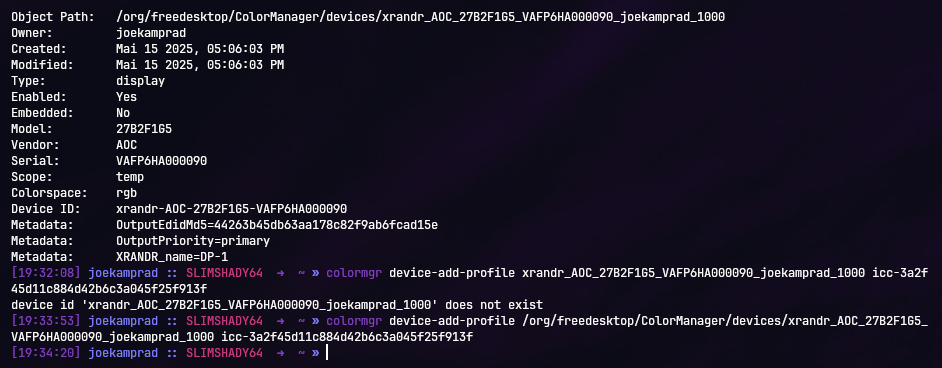 Object Path:   /org/freedesktop/ColorManager/devices/xrandr_AOC_27B2F1G5_VAFP6HA000090_joekamprad_1000
Owner:         joekamprad
Created:       Mai 15 2025, 05:06:03 PM
Modified:      Mai 15 2025, 05:06:03 PM
Type:          display
Enabled:       Yes
Embedded:      No
Model:         27B2F1G5
Vendor:        AOC
Serial:        VAFP6HA000090
Scope:         temp
Colorspace:    rgb
Device ID:     xrandr-AOC-27B2F1G5-VAFP6HA000090
Metadata:      OutputEdidMd5=44263b45db63aa178c82f9ab6fcad15e
Metadata:      OutputPriority=primary
Metadata:      XRANDR_name=DP-1
[19:32:08] joekamprad :: SLIMSHADY64  ➜  ~ » colormgr device-add-profile xrandr_AOC_27B2F1G5_VAFP6HA000090_joekamprad_1000 icc-3a2f
45d11c884d42b6c3a045f25f913f
device id 'xrandr_AOC_27B2F1G5_VAFP6HA000090_joekamprad_1000' does not exist
[19:33:53] joekamprad :: SLIMSHADY64  ➜  ~ » colormgr device-add-profile /org/freedesktop/ColorManager/devices/xrandr_AOC_27B2F1G5_
VAFP6HA000090_joekamprad_1000 icc-3a2f45d11c884d42b6c3a045f25f913f
[19:34:20] joekamprad :: SLIMSHADY64  ➜  ~ »